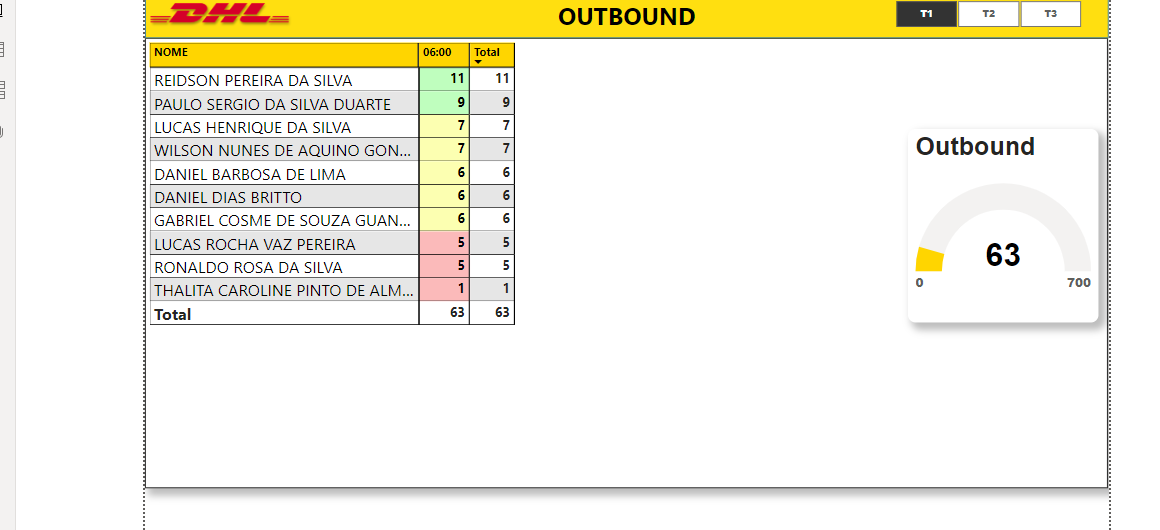 DHL OUTBOUND T1 T2 T3
NOME 06:00 Total
REIDSON PEREIRA DA SILVA 11 11
PAULO SERGIO DA SILVA DUARTE 9 9
LUCAS HENRIQUE DA SILVA 7 7
WILSON NUNES DE AQUINO GON... 7 7
DANIEL BARBOSA DE LIMA 6 6
DANIEL DIAS BRITTO 6 6
GABRIEL COSME DE SOUZA GUAN... 6 6
LUCAS ROCHA VAZ PEREIRA 5 5
RONALDO ROSA DA SILVA 5 5
THALITA CAROLINE PINTO DE ALM... 1 1
Total 63 63
Outbound
63
0 700